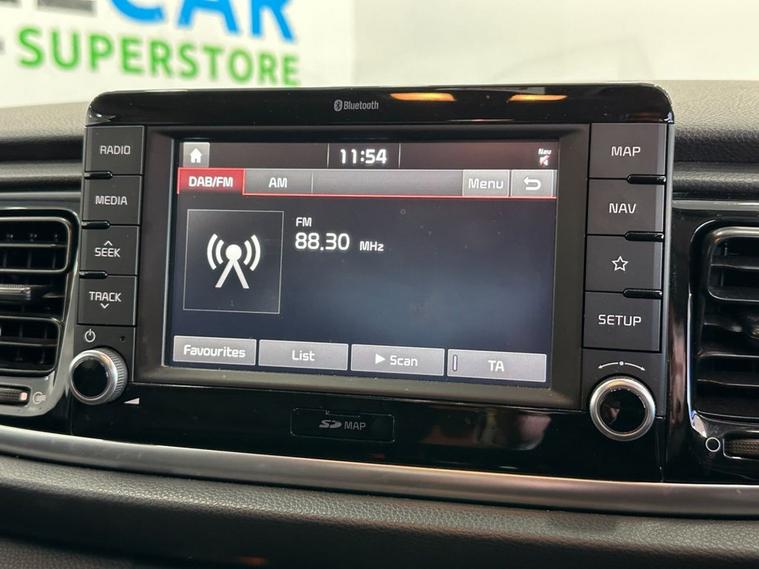 CAR
SUPERSTORE
Bluetooth
RADIO
MEDIA
SEEK
TRACK
11:54
Nav
DAB/FM
AM
Menu
FM
88.30 MHz
Favourites
List
Scan
TA
MAP
NAV
SETUP
SD MAP